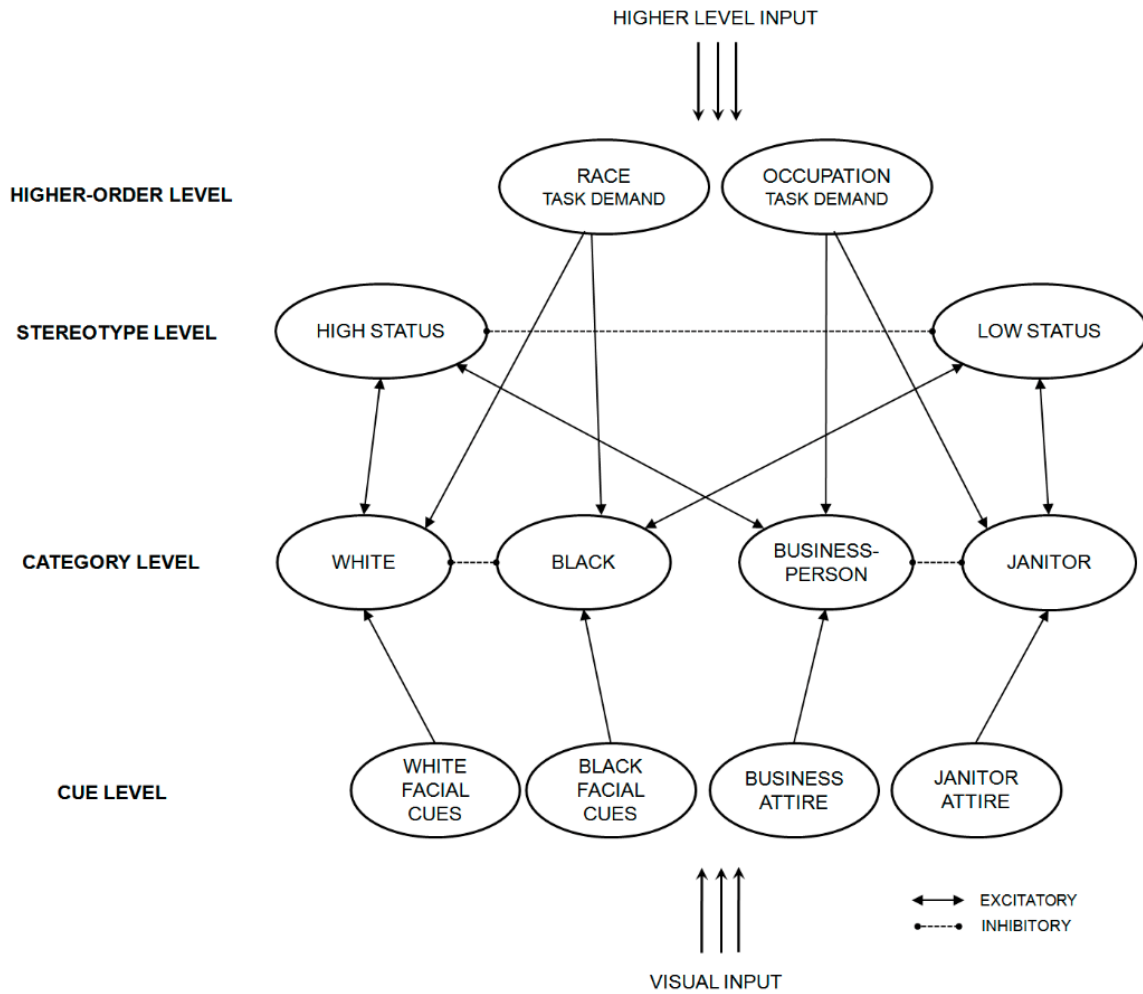 HIGHER LEVEL INPUT
HIGHER-ORDER LEVEL
RACE
TASK DEMAND
OCCUPATION
TASK DEMAND
STEREOTYPE LEVEL
HIGH STATUS
LOW STATUS
CATEGORY LEVEL
WHITE
BLACK
BUSINESS-
PERSON
JANITOR
CUE LEVEL
WHITE
FACIAL
CUES
BLACK
FACIAL
CUES
BUSINESS
ATTIRE
JANITOR
ATTIRE
EXCITATORY
INHIBITORY
VISUAL INPUT